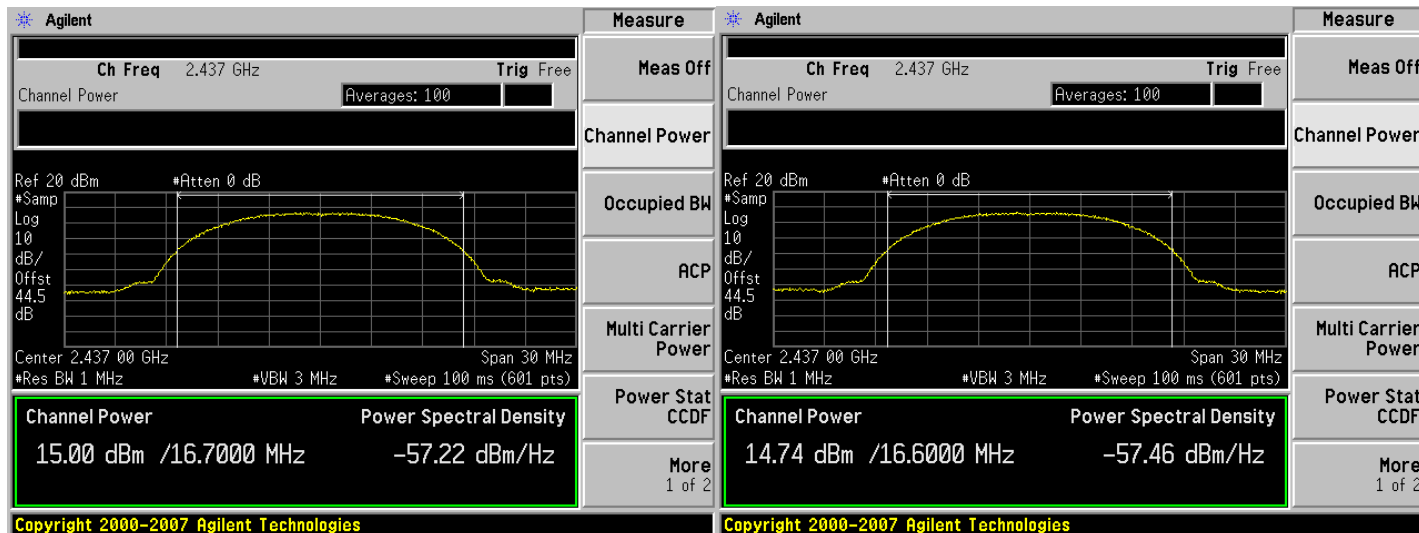 Agilent
Measure
Ch Freq 2.437 GHz Trig Free
Channel Power Averages: 100
Ref 20 dBm #Atten 0 dB
#Samp
Log
10
dB/
Offst
44.5
dB
Center 2.437 00 GHz Span 30 MHz
#Res BW 1 MHz #VBW 3 MHz #Sweep 100 ms (601 pts)
Channel Power Power Spectral Density
15.00 dBm /16.7000 MHz -57.22 dBm/Hz
Copyright 2000-2007 Agilent Technologies
Meas Off
Channel Power
Occupied BW
ACP
Multi Carrier
Power
Power Stat
CCDF
More
1 of 2
Agilent
Measure
Ch Freq 2.437 GHz Trig Free
Channel Power Averages: 100
Ref 20 dBm #Atten 0 dB
#Samp
Log
10
dB/
Offst
44.5
dB
Center 2.437 00 GHz Span 30 MHz
#Res BW 1 MHz #VBW 3 MHz #Sweep 100 ms (601 pts)
Channel Power Power Spectral Density
14.74 dBm /16.6000 MHz -57.46 dBm/Hz
Copyright 2000-2007 Agilent Technologies
Meas Off
Channel Power
Occupied BW
ACP
Multi Carrier
Power
Power Stat
CCDF
More
1 of 2